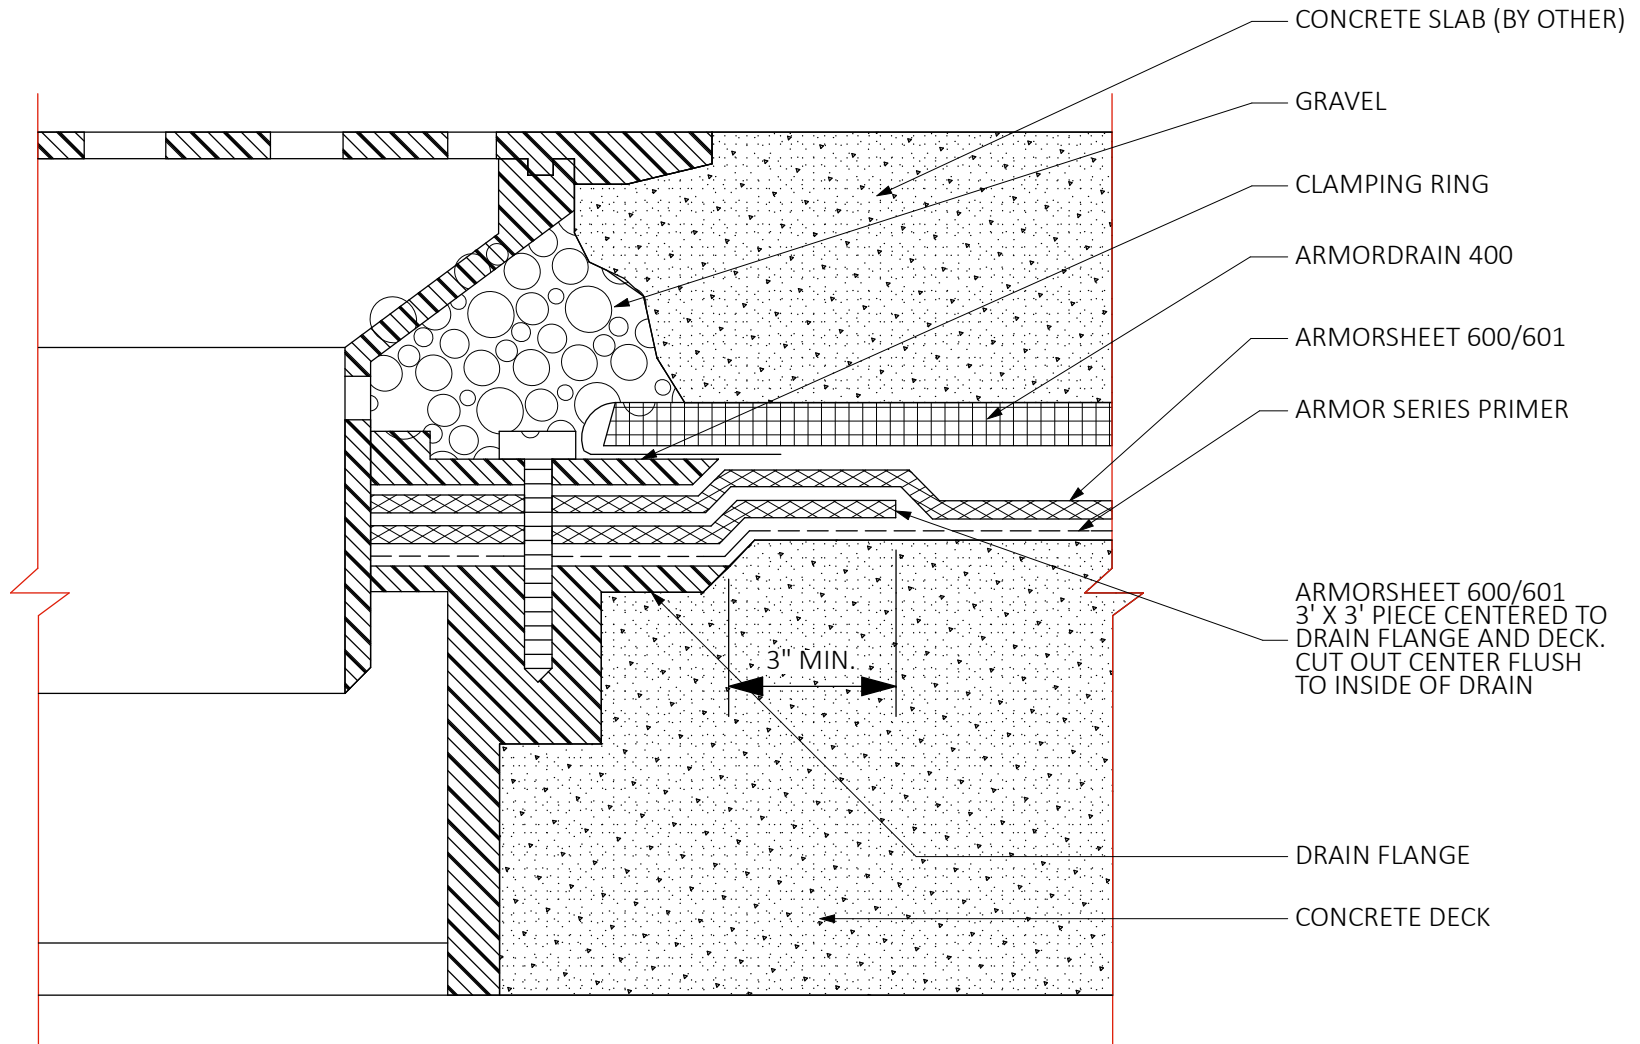 CONCRETE SLAB (BY OTHER)
GRAVEL
CLAMPING RING
ARMORDRAIN 400
ARMORSHEET 600/601
ARMOR SERIES PRIMER
ARMORSHEET 600/601
3' X 3' PIECE CENTERED TO
DRAIN FLANGE AND DECK.
CUT OUT CENTER FLUSH
TO INSIDE OF DRAIN
3" MIN.
DRAIN FLANGE
CONCRETE DECK